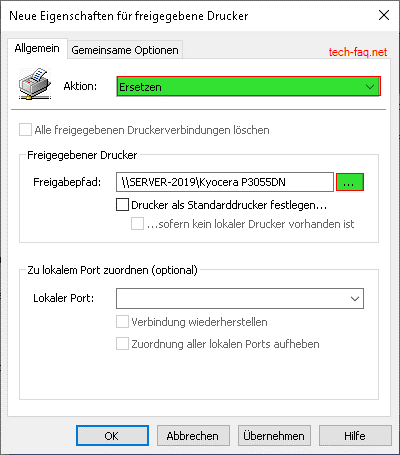 Neue Eigenschaften für freigegebene Drucker
Allgemein Gemeinsame Optionen
tech-faq.net
Aktion: Ersetzen
Alle freigegebenen Druckerverbindungen löschen
Freigegebener Drucker
Freigabepfad: \\SERVER-2019\Kyocera P3055DN ...
Drucker als Standarddrucker festlegen...
...sofern kein lokaler Drucker vorhanden ist
Zu lokalem Port zuordnen (optional)
Lokaler Port:
Verbindung wiederherstellen
Zuordnung aller lokalen Ports aufheben
OK Abbrechen Übernehmen Hilfe